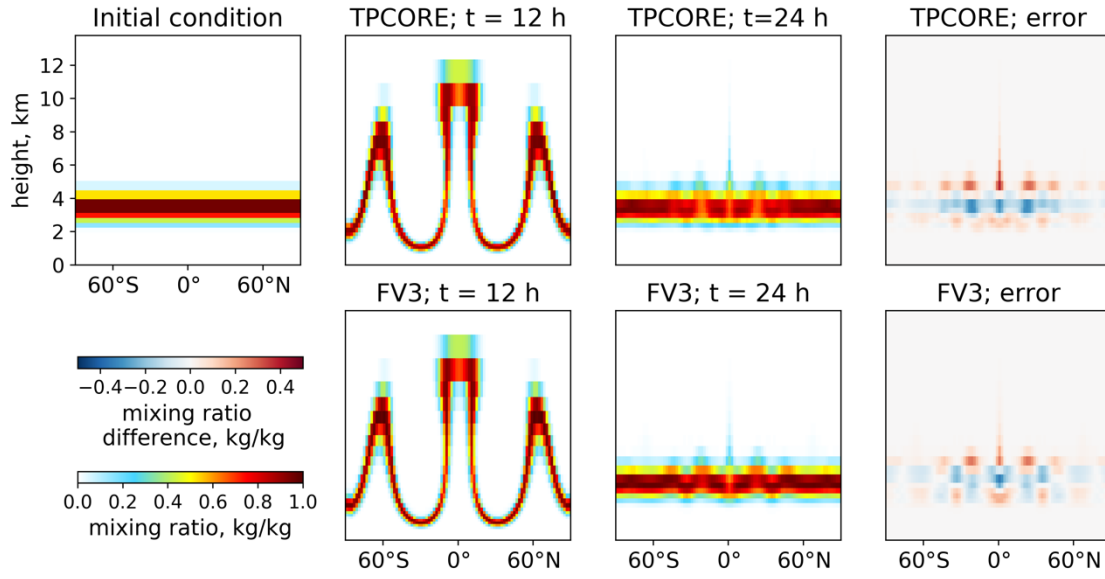 Initial condition
TPCORE; t = 12 h
TPCORE; t=24 h
TPCORE; error
height, km
12
10
8
6
4
2
0
60°S 0° 60°N
FV3; t = 12 h
FV3; t = 24 h
FV3; error
−0.4 −0.2 0.0 0.2 0.4
mixing ratio
difference, kg/kg
0.0 0.2 0.4 0.6 0.8 1.0
mixing ratio, kg/kg
60°S 0° 60°N
60°S 0° 60°N
60°S 0° 60°N